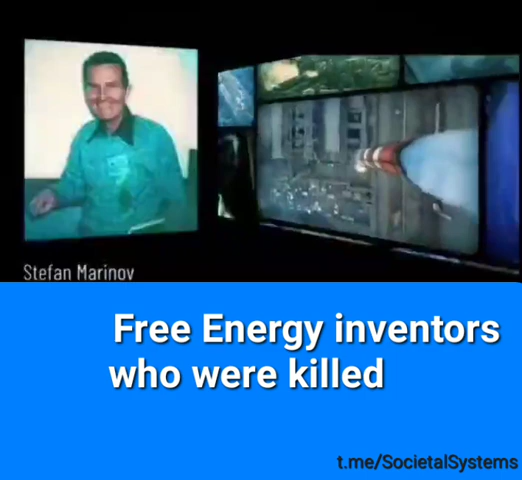 Stefan Marinov
Free Energy inventors
who were killed
t.me/SocietalSystems